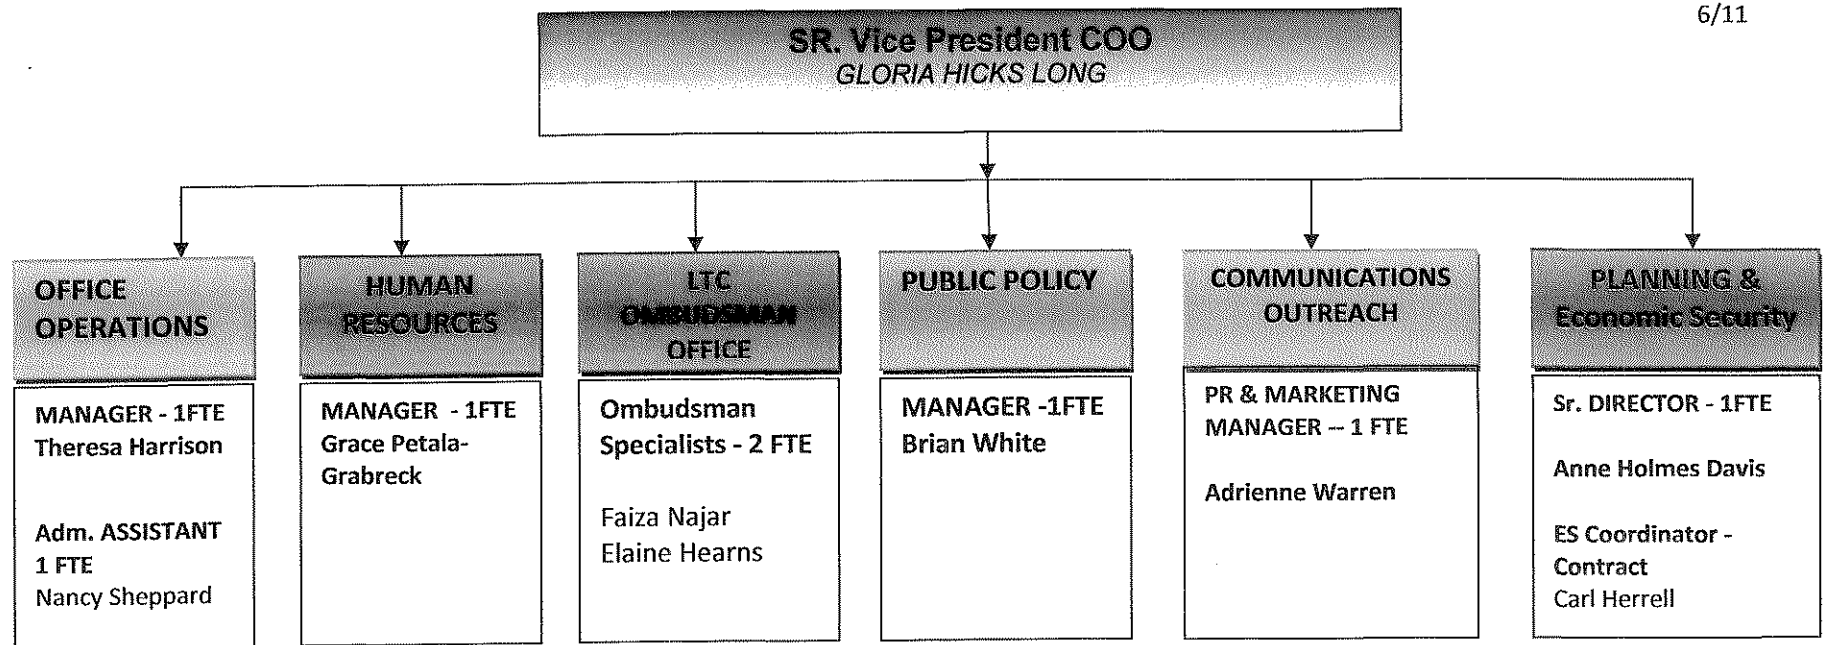 6/11
SR. Vice President COO
GLORIA HICKS LONG
OFFICE
OPERATIONS
MANAGER - 1FTE
Theresa Harrison
Adm. ASSISTANT
1 FTE
Nancy Sheppard
HUMAN
RESOURCES
MANAGER - 1FTE
Grace Petala-
Grabreck
LTC
OMBUDSMAN
OFFICE
Ombudsman
Specialists - 2 FTE
Faiza Najar
Elaine Hearns
PUBLIC POLICY
MANAGER -1FTE
Brian White
COMMUNICATIONS
OUTREACH
PR & MARKETING
MANAGER -- 1 FTE
Adrienne Warren
PLANNING &
Economic Security
Sr. DIRECTOR - 1FTE
Anne Holmes Davis
ES Coordinator -
Contract
Carl Herrell